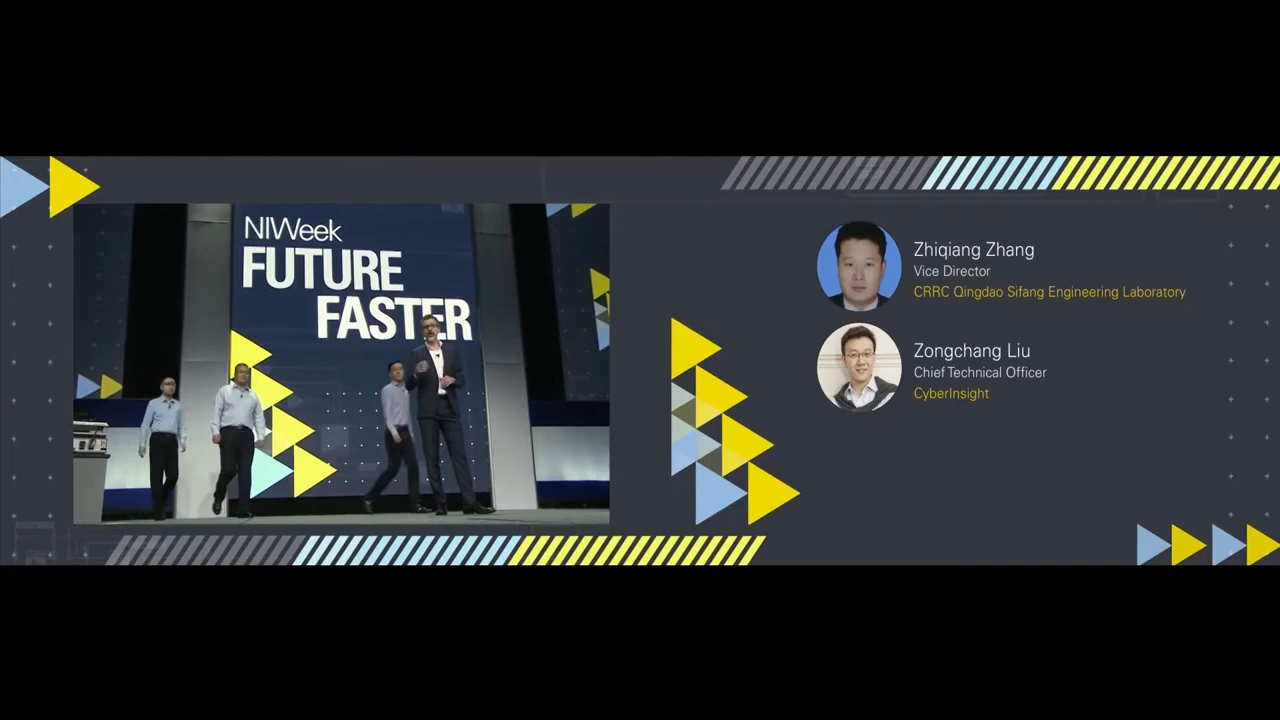 NIWeek
FUTURE
FASTER
Zhiqiang Zhang
Vice Director
CRRC Qingdao Sifang Engineering Laboratory
Zongchang Liu
Chief Technical Officer
CyberInsight